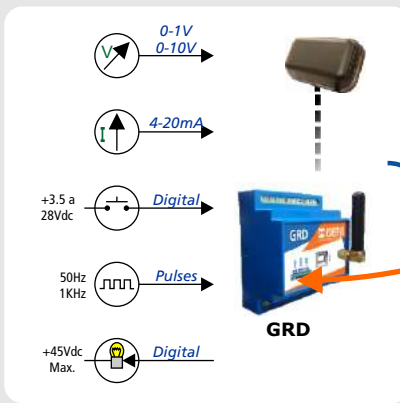 0-1V
0-10V
V
4-20mA
I
+3.5 a
28Vdc
Digital
50Hz
1KHz
Pulses
GRD
GRD
+45Vdc
Max.
Digital